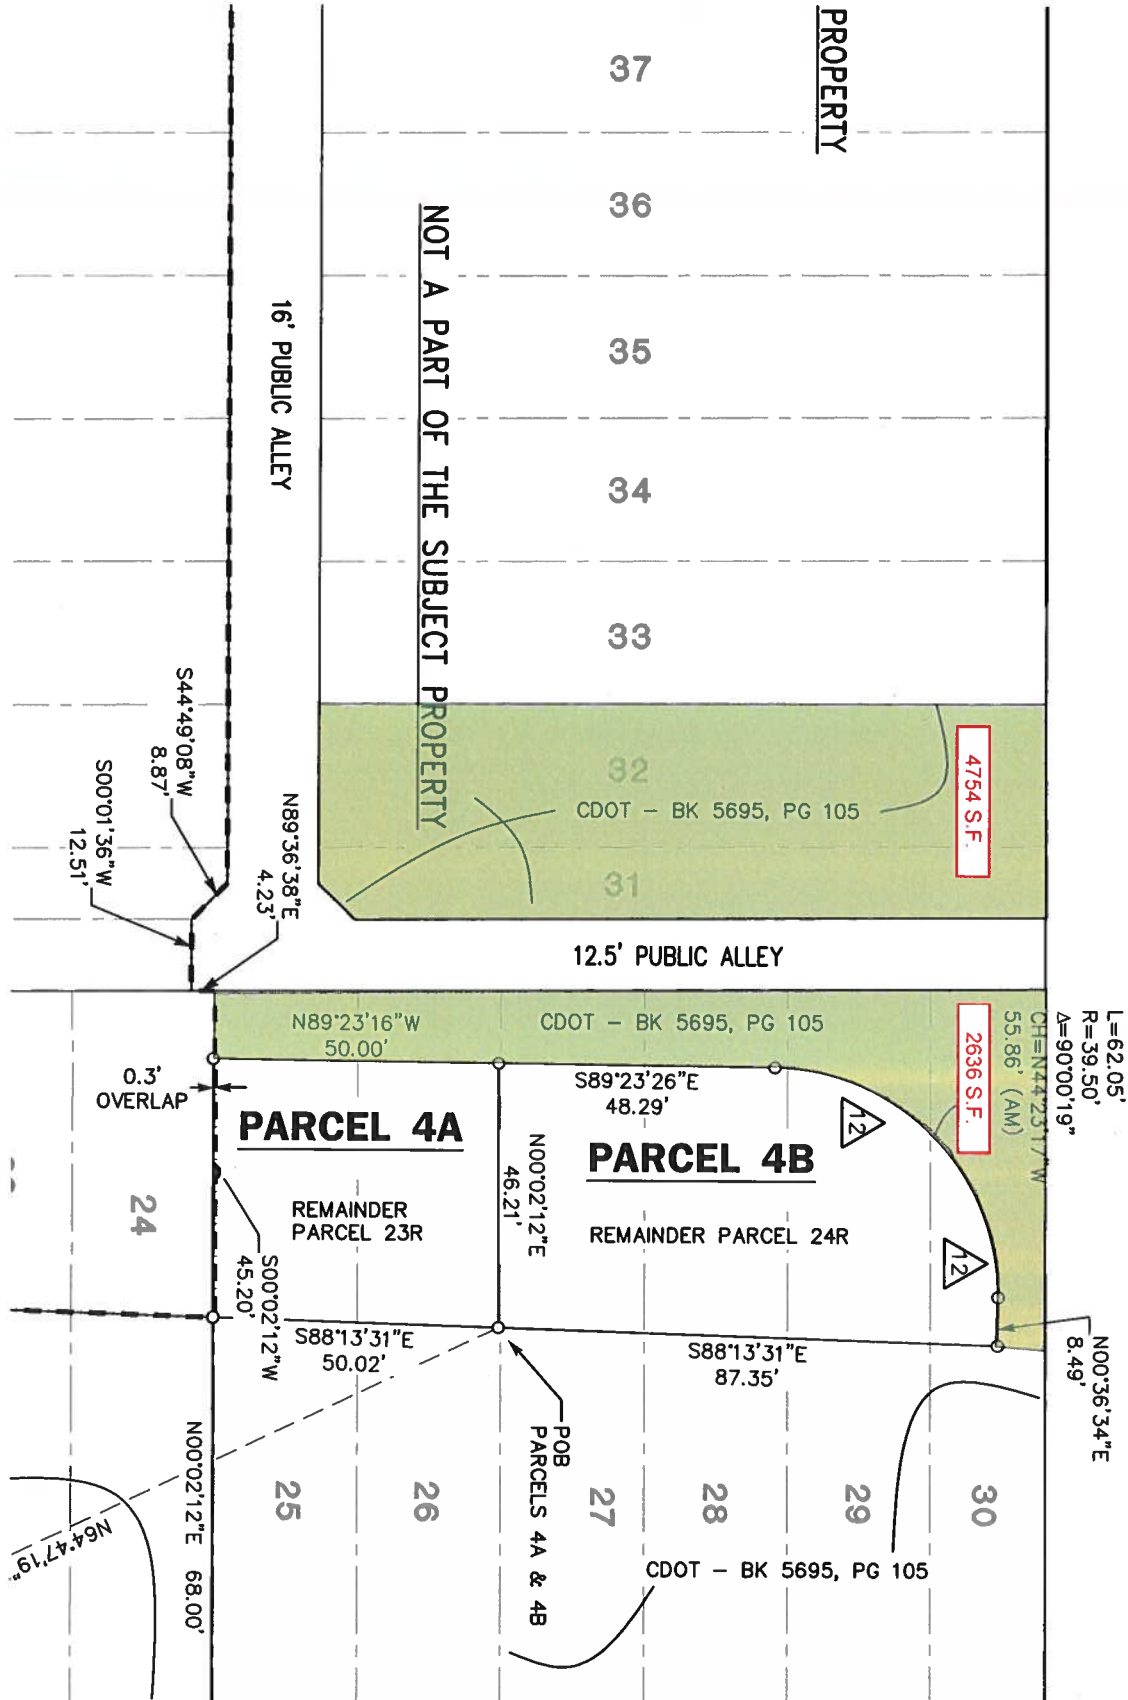 PROPERTY
37
36
35
34
33
32
31
NOT A PART OF THE SUBJECT PROPERTY
16' PUBLIC ALLEY
4754 S.F.
CDOT - BK 5695, PG 105
S44°49'08"W
8.87'
S00°01'36"W
12.51'
N89°36'38"E
4.23'
12.5' PUBLIC ALLEY
L=62.05'
R=39.50'
Δ=90°00'19"
CH=N44°23'17"W
55.86' (AM)
2636 S.F.
N89°23'16"W
50.00'
CDOT - BK 5695, PG 105
0.3'
OVERLAP
S89°23'26"E
48.29'
12
PARCEL 4A
PARCEL 4B
N00°02'12"E
46.21'
24
REMAINDER
PARCEL 23R
REMAINDER PARCEL 24R
12
S00°02'12"W
45.20'
S88°13'31"E
50.02'
S88°13'31"E
87.35'
N00°36'34"E
8.49'
POB
PARCELS 4A & 4B
N00°02'12"E 68.00'
25
26
27
28
29
30
N64°47'19"
CDOT - BK 5695, PG 105